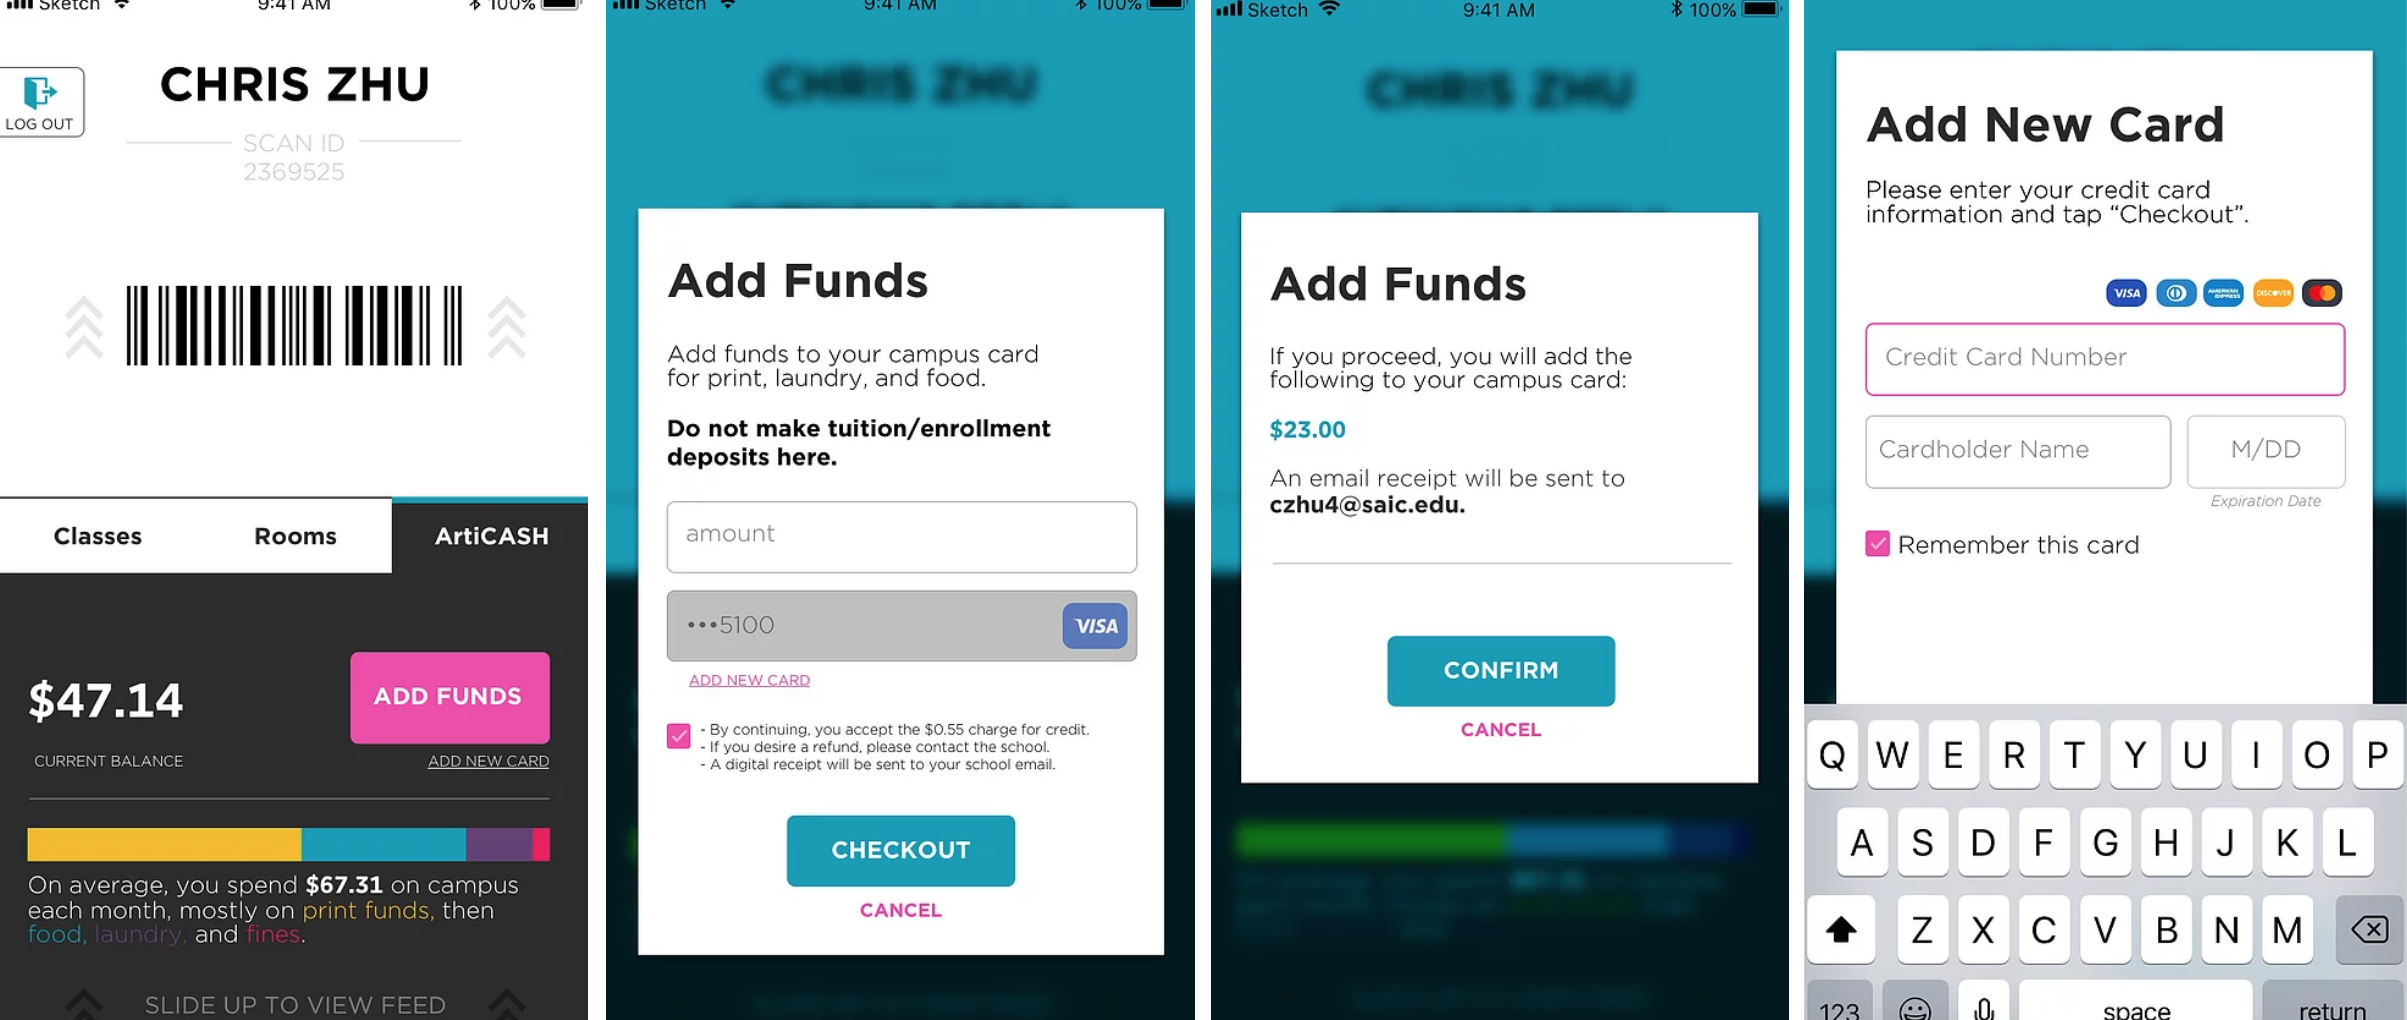 Sketch 9:41 AM 100%
LOG OUT
CHRIS ZHU
SCAN ID
2369525
Classes Rooms ArtiCASH
$47.14
ADD FUNDS
CURRENT BALANCE
ADD NEW CARD
On average, you spend $67.31 on campus
each month, mostly on print funds, then
food, laundry, and fines.
SLIDE UP TO VIEW FEED
Sketch 9:41 AM 100%
CHRIS ZHU
Add Funds
Add funds to your campus card
for print, laundry, and food.
Do not make tuition/enrollment
deposits here.
amount
•••5100 VISA
ADD NEW CARD
- By continuing, you accept the $0.55 charge for credit.
- If you desire a refund, please contact the school.
- A digital receipt will be sent to your school email.
CHECKOUT
CANCEL
Sketch 9:41 AM 100%
CHRIS ZHU
Add Funds
If you proceed, you will add the
following to your campus card:
$23.00
An email receipt will be sent to
czhu4@saic.edu.
CONFIRM
CANCEL
Add New Card
Please enter your credit card
information and tap “Checkout”.
VISA AMERICAN EXPRESS DISCOVER
Credit Card Number
Cardholder Name M/DD
Expiration Date
Remember this card
Q W E R T Y U I O P
A S D F G H J K L
Z X C V B N M
123 space return